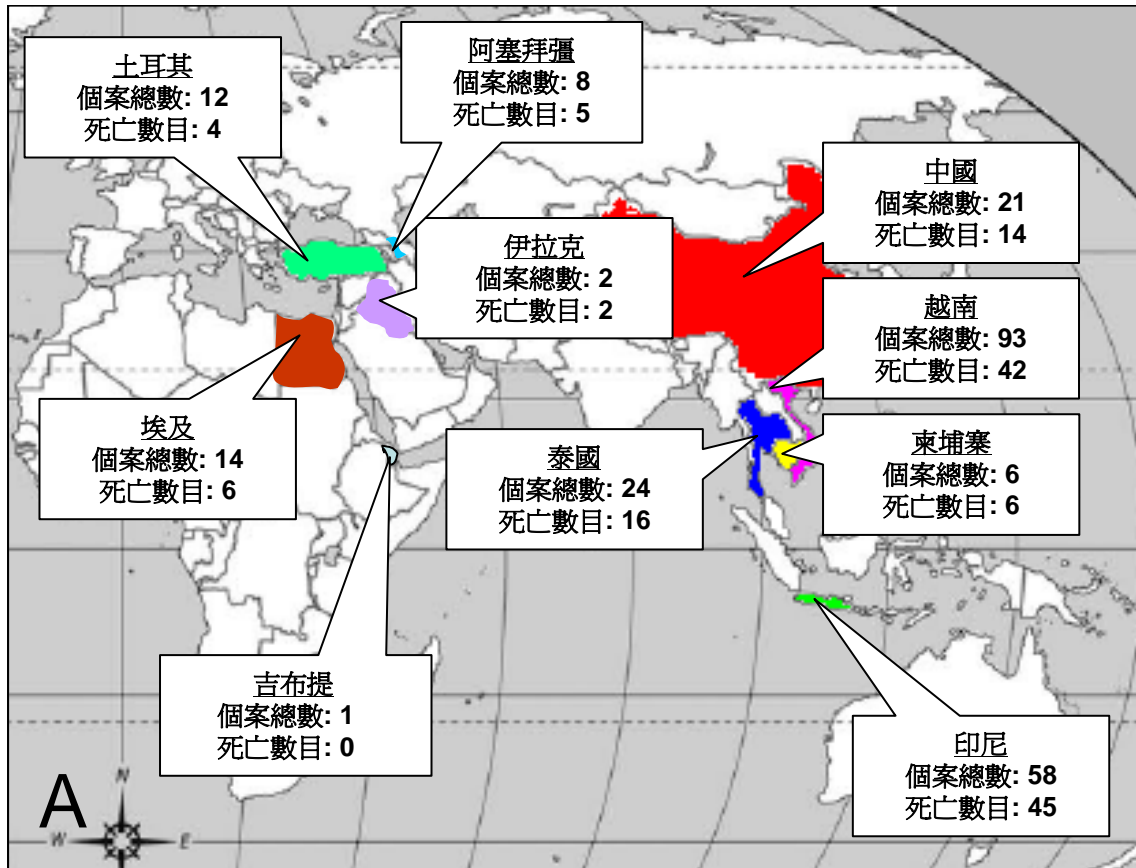 土耳其
個案總數: 12
死亡數目: 4
阿塞拜彊
個案總數: 8
死亡數目: 5
中國
個案總數: 21
死亡數目: 14
伊拉克
個案總數: 2
死亡數目: 2
越南
個案總數: 93
死亡數目: 42
埃及
個案總數: 14
死亡數目: 6
泰國
個案總數: 24
死亡數目: 16
柬埔寨
個案總數: 6
死亡數目: 6
吉布提
個案總數: 1
死亡數目: 0
印尼
個案總數: 58
死亡數目: 45
A
N
W
E